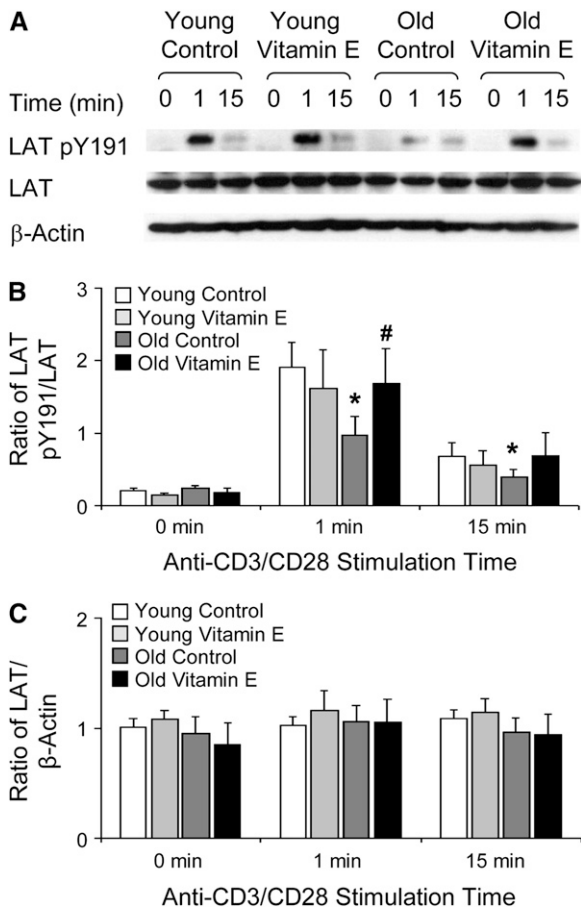 A
Young Control
Young Vitamin E
Old Control
Old Vitamin E
Time (min) 0 1 15 0 1 15 0 1 15 0 1 15
LAT pY191
LAT
β-Actin
B
Ratio of LAT pY191/LAT
3
2
1
0
Young Control
Young Vitamin E
Old Control
Old Vitamin E
*
#
*
0 min
1 min
15 min
Anti-CD3/CD28 Stimulation Time
C
Ratio of LAT/ β-Actin
2
1
0
Young Control
Young Vitamin E
Old Control
Old Vitamin E
0 min
1 min
15 min
Anti-CD3/CD28 Stimulation Time